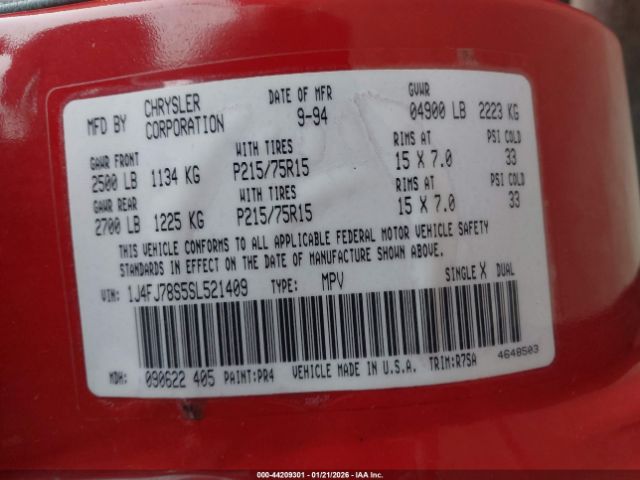 MFD BY CHRYSLER CORPORATION DATE OF MFR 9-94 GVWR 04900 LB 2223 KG
GAWR FRONT WITH TIRES RIMS AT PSI COLD
2500 LB 1134 KG P215/75R15 15 X 7.0 33
GAWR REAR WITH TIRES RIMS AT PSI COLD
2700 LB 1225 KG P215/75R15 15 X 7.0 33
THIS VEHICLE CONFORMS TO ALL APPLICABLE FEDERAL MOTOR VEHICLE SAFETY
STANDARDS IN EFFECT ON THE DATE OF MANUFACTURE SHOWN ABOVE.
VIN: 1J4FJ78S5SL521409 TYPE: MPV SINGLE X DUAL
MDH: 090622 405 PAINT:PR4 VEHICLE MADE IN U.S.A. TRIM:R7SA 4648503
000-44209301 - 01/21/2026 - IAA Inc.